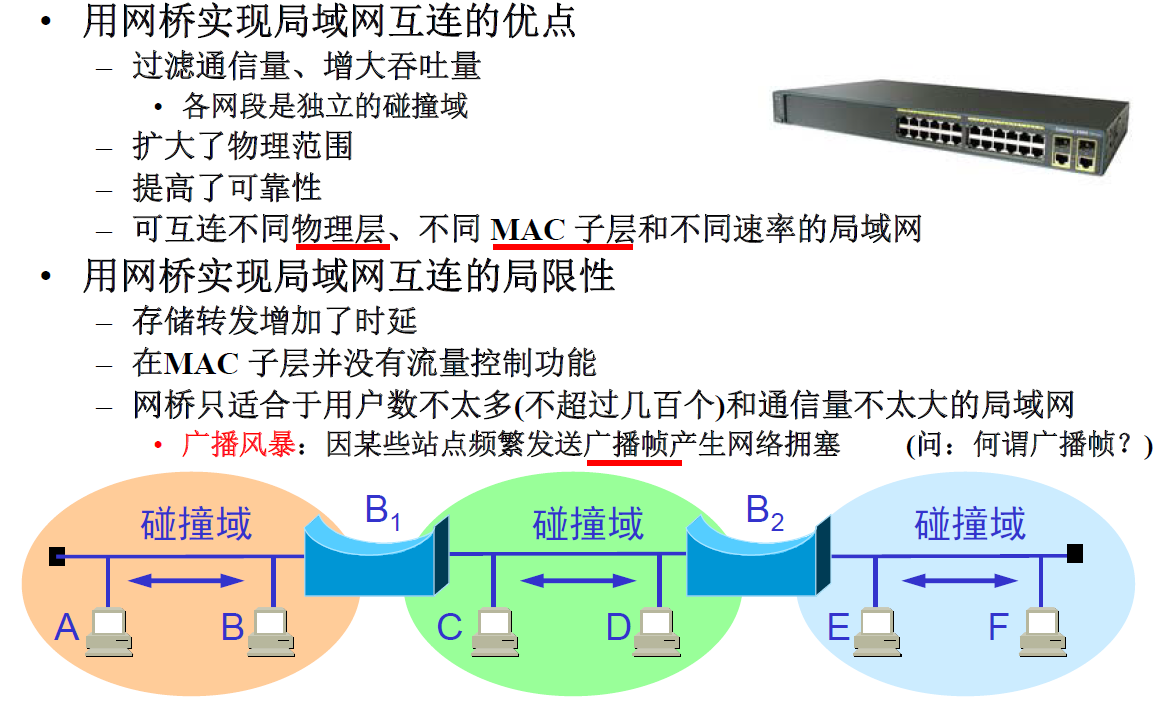 • 用网桥实现局域网互连的优点
– 过滤通信量、增大吞吐量
• 各网段是独立的碰撞域
– 扩大了物理范围
– 提高了可靠性
– 可互连不同物理层、不同 MAC 子层和不同速率的局域网
• 用网桥实现局域网互连的局限性
– 存储转发增加了时延
– 在MAC 子层并没有流量控制功能
– 网桥只适合于用户数不太多(不超过几百个)和通信量不太大的局域网
• 广播风暴：因某些站点频繁发送广播帧产生网络拥塞 (问：何谓广播帧？)
碰撞域 B1 碰撞域 B2 碰撞域
A B C D E F